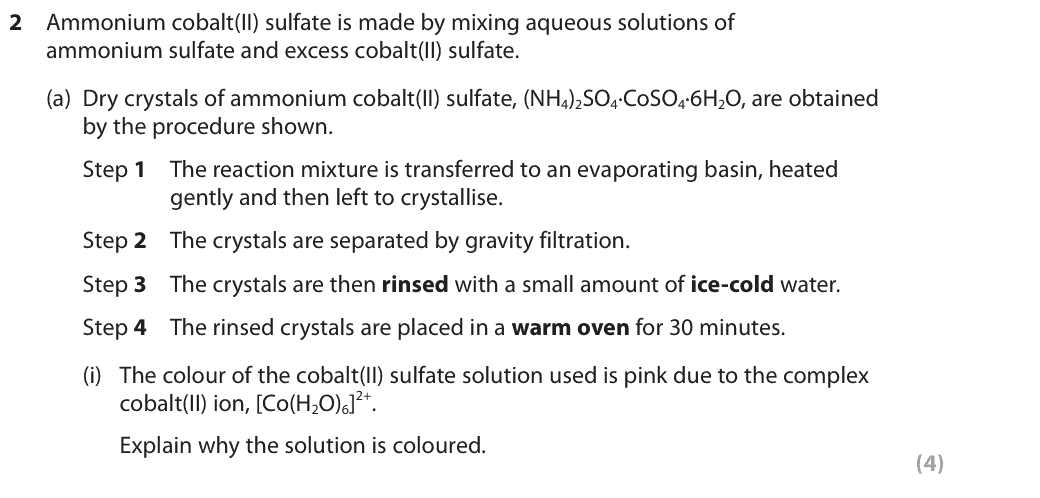 2 Ammonium cobalt(II) sulfate is made by mixing aqueous solutions of
ammonium sulfate and excess cobalt(II) sulfate.
(a) Dry crystals of ammonium cobalt(II) sulfate, (NH₄)₂SO₄·CoSO₄·6H₂O, are obtained
by the procedure shown.
Step 1 The reaction mixture is transferred to an evaporating basin, heated
gently and then left to crystallise.
Step 2 The crystals are separated by gravity filtration.
Step 3 The crystals are then rinsed with a small amount of ice-cold water.
Step 4 The rinsed crystals are placed in a warm oven for 30 minutes.
(i) The colour of the cobalt(II) sulfate solution used is pink due to the complex
cobalt(II) ion, [Co(H₂O)₆]²⁺.
Explain why the solution is coloured.
(4)